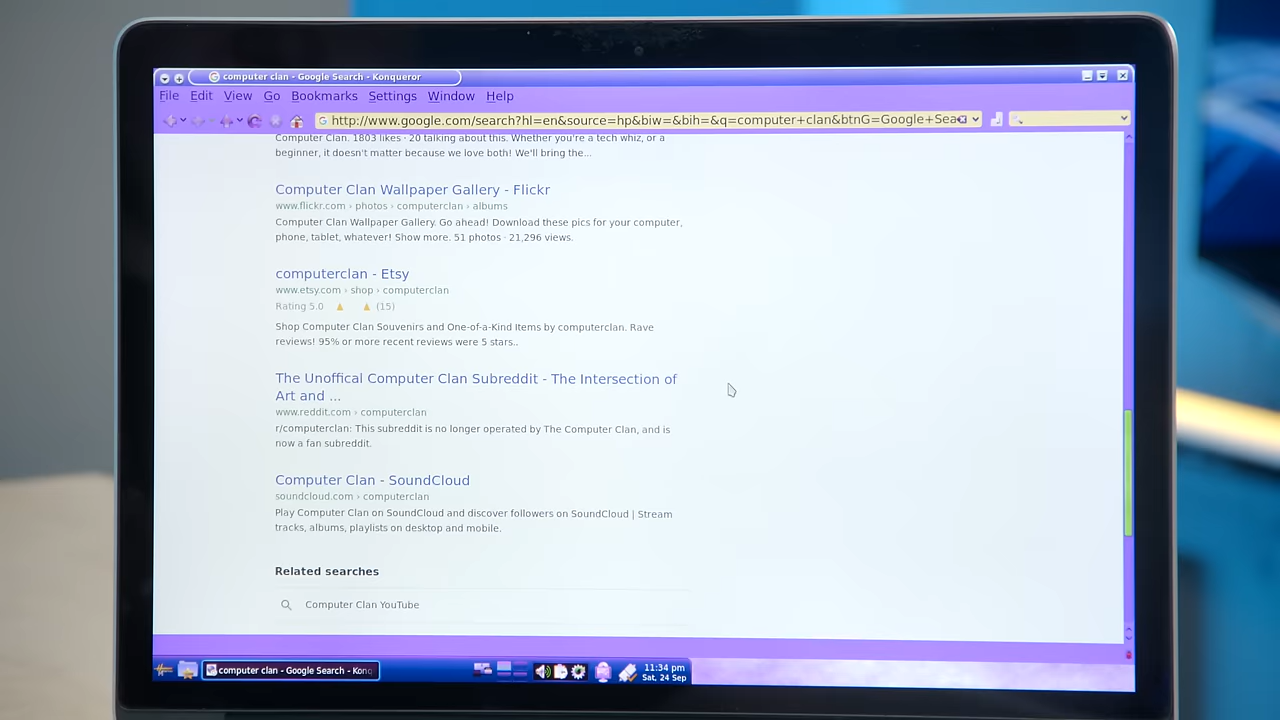 computer clan - Google Search - Konqueror
File Edit View Go Bookmarks Settings Window Help
http://www.google.com/search?hl=en&source=hp&biw=&bih=&q=computer+clan&btnG=Google+Sea
Computer Clan. 1803 likes · 20 talking about this. Whether you're a tech whiz, or a
beginner, it doesn't matter because we love both! We'll bring the...
Computer Clan Wallpaper Gallery - Flickr
www.flickr.com › photos › computerclan › albums
Computer Clan Wallpaper Gallery. Go ahead! Download these pics for your computer,
phone, tablet, whatever! Show more. 51 photos · 21,296 views.
computerclan - Etsy
www.etsy.com › shop › computerclan
Rating 5.0 (15)
Shop Computer Clan Souvenirs and One-of-a-Kind Items by computerclan. Rave
reviews! 95% or more recent reviews were 5 stars..
The Unoffical Computer Clan Subreddit - The Intersection of
Art and ...
www.reddit.com › computerclan
r/computerclan: This subreddit is no longer operated by The Computer Clan, and is
now a fan subreddit.
Computer Clan - SoundCloud
soundcloud.com › computerclan
Play Computer Clan on SoundCloud and discover followers on SoundCloud | Stream
tracks, albums, playlists on desktop and mobile.
Related searches
Computer Clan YouTube
computer clan - Google Search - Konq
11:34 pm
Sat, 24 Sep